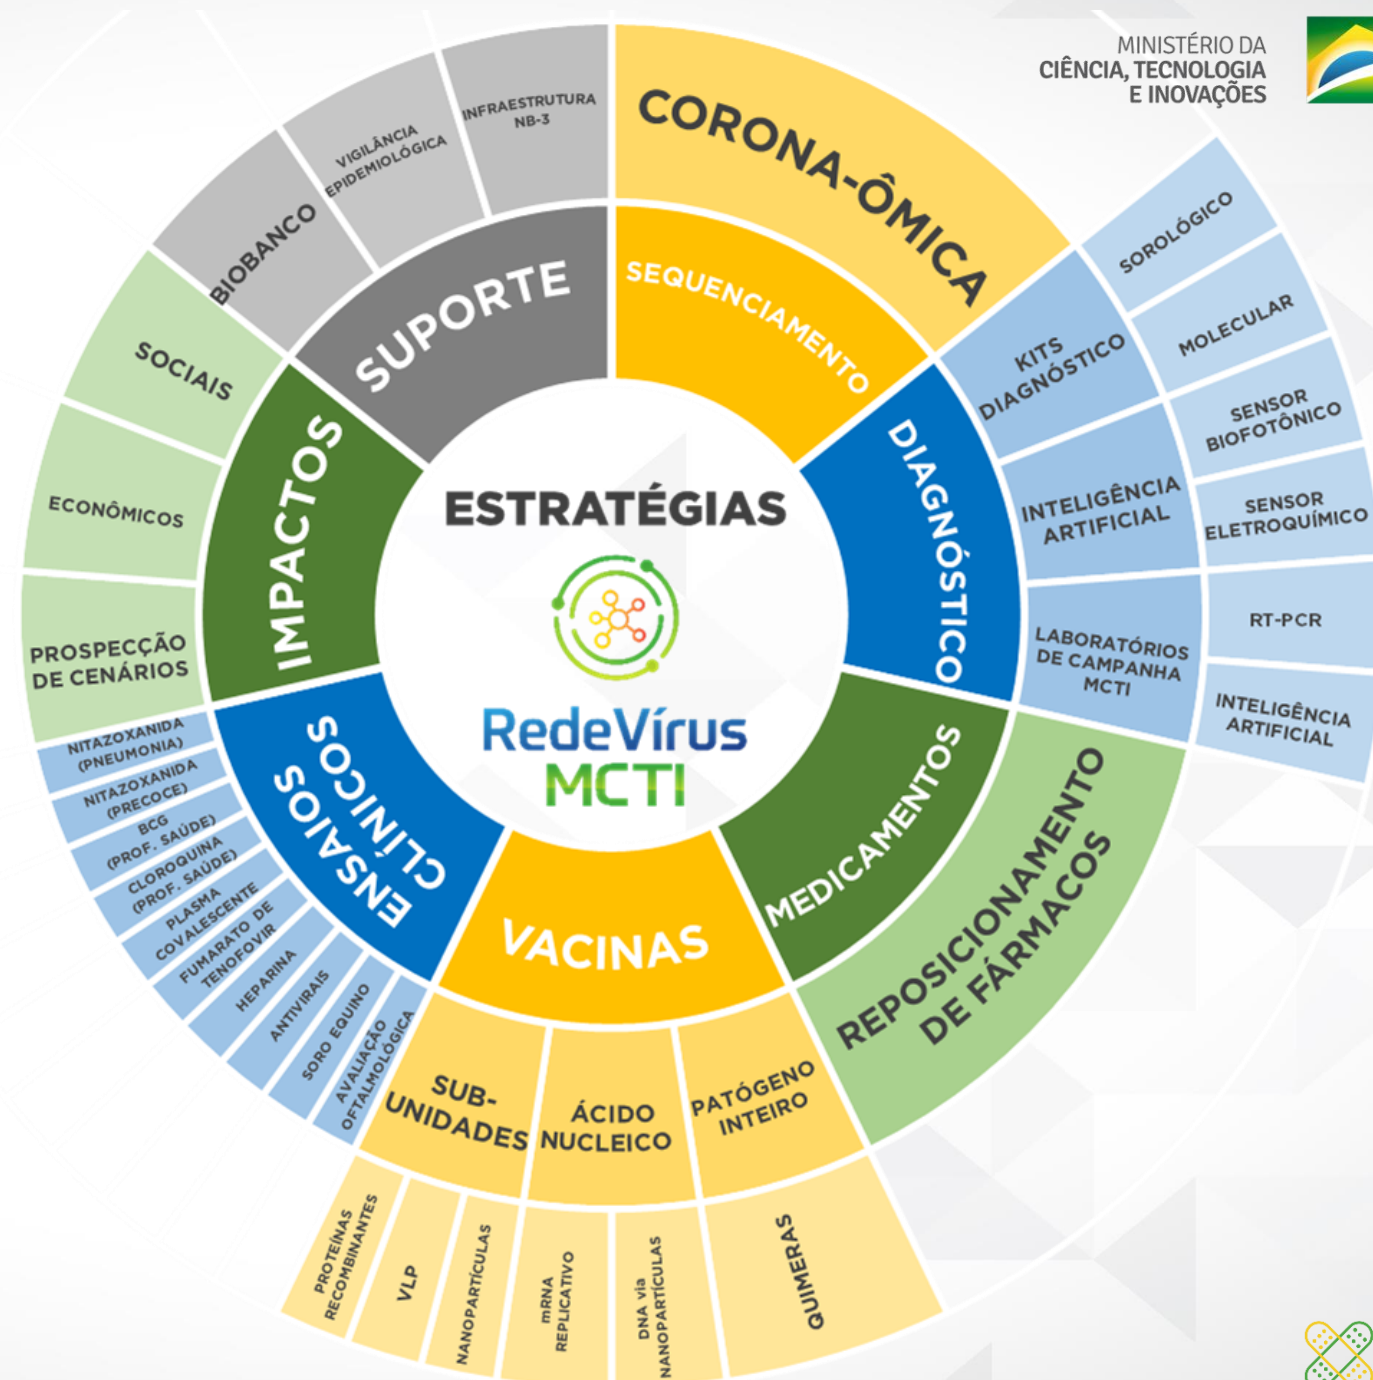 MINISTÉRIO DA
CIÊNCIA, TECNOLOGIA
E INOVAÇÕES
ESTRATÉGIAS
RedeVírus
MCTI
SEQUENCIAMENTO
CORONA-ÔMICA
DIAGNÓSTICO
KITS
DIAGNÓSTICO
SOROLÓGICO
MOLECULAR
SENSOR
BIOFOTÔNICO
INTELIGÊNCIA
ARTIFICIAL
SENSOR
ELETROQUÍMICO
LABORATÓRIOS
DE CAMPANHA
MCTI
RT-PCR
INTELIGÊNCIA
ARTIFICIAL
MEDICAMENTOS
REPOSICIONAMENTO
DE FÁRMACOS
VACINAS
PATÓGENO
INTEIRO
QUIMERAS
ÁCIDO
NUCLEICO
DNA via
NANOPARTÍCULAS
mRNA
REPLICATIVO
SUB-
UNIDADES
NANOPARTÍCULAS
VLP
PROTEÍNAS
RECOMBINANTES
ENSAIOS
CLÍNICOS
AVALIAÇÃO
OFTALMOLÓGICA
SORO EQUINO
ANTIVIRAIS
HEPARINA
FUMARATO DE
TENOFOVIR
PLASMA
COVALESCENTE
CLOROQUINA
(PROF. SAÚDE)
BCG
(PROF. SAÚDE)
NITAZOXANIDA
(PRECOCE)
NITAZOXANIDA
(PNEUMONIA)
IMPACTOS
PROSPECÇÃO
DE CENÁRIOS
ECONÔMICOS
SOCIAIS
SUPORTE
BIOBANCO
VIGILÂNCIA
EPIDEMIOLÓGICA
INFRAESTRUTURA
NB-3